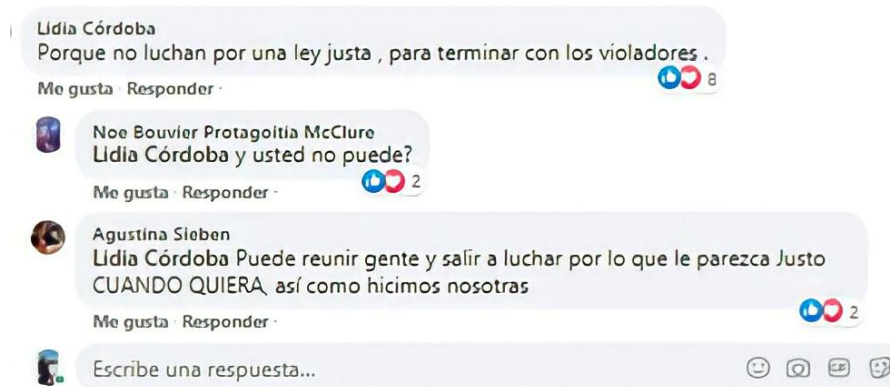 Lidia Córdoba
Porque no luchan por una ley justa , para terminar con los violadores .
8
Me gusta · Responder ·
Noe Bouvier Protagoitia McClure
Lidia Córdoba y usted no puede?
2
Me gusta · Responder ·
Agustina Sieben
Lidia Córdoba Puede reunir gente y salir a luchar por lo que le parezca Justo
CUANDO QUIERA, así como hicimos nosotras
2
Me gusta · Responder ·
Escribe una respuesta...